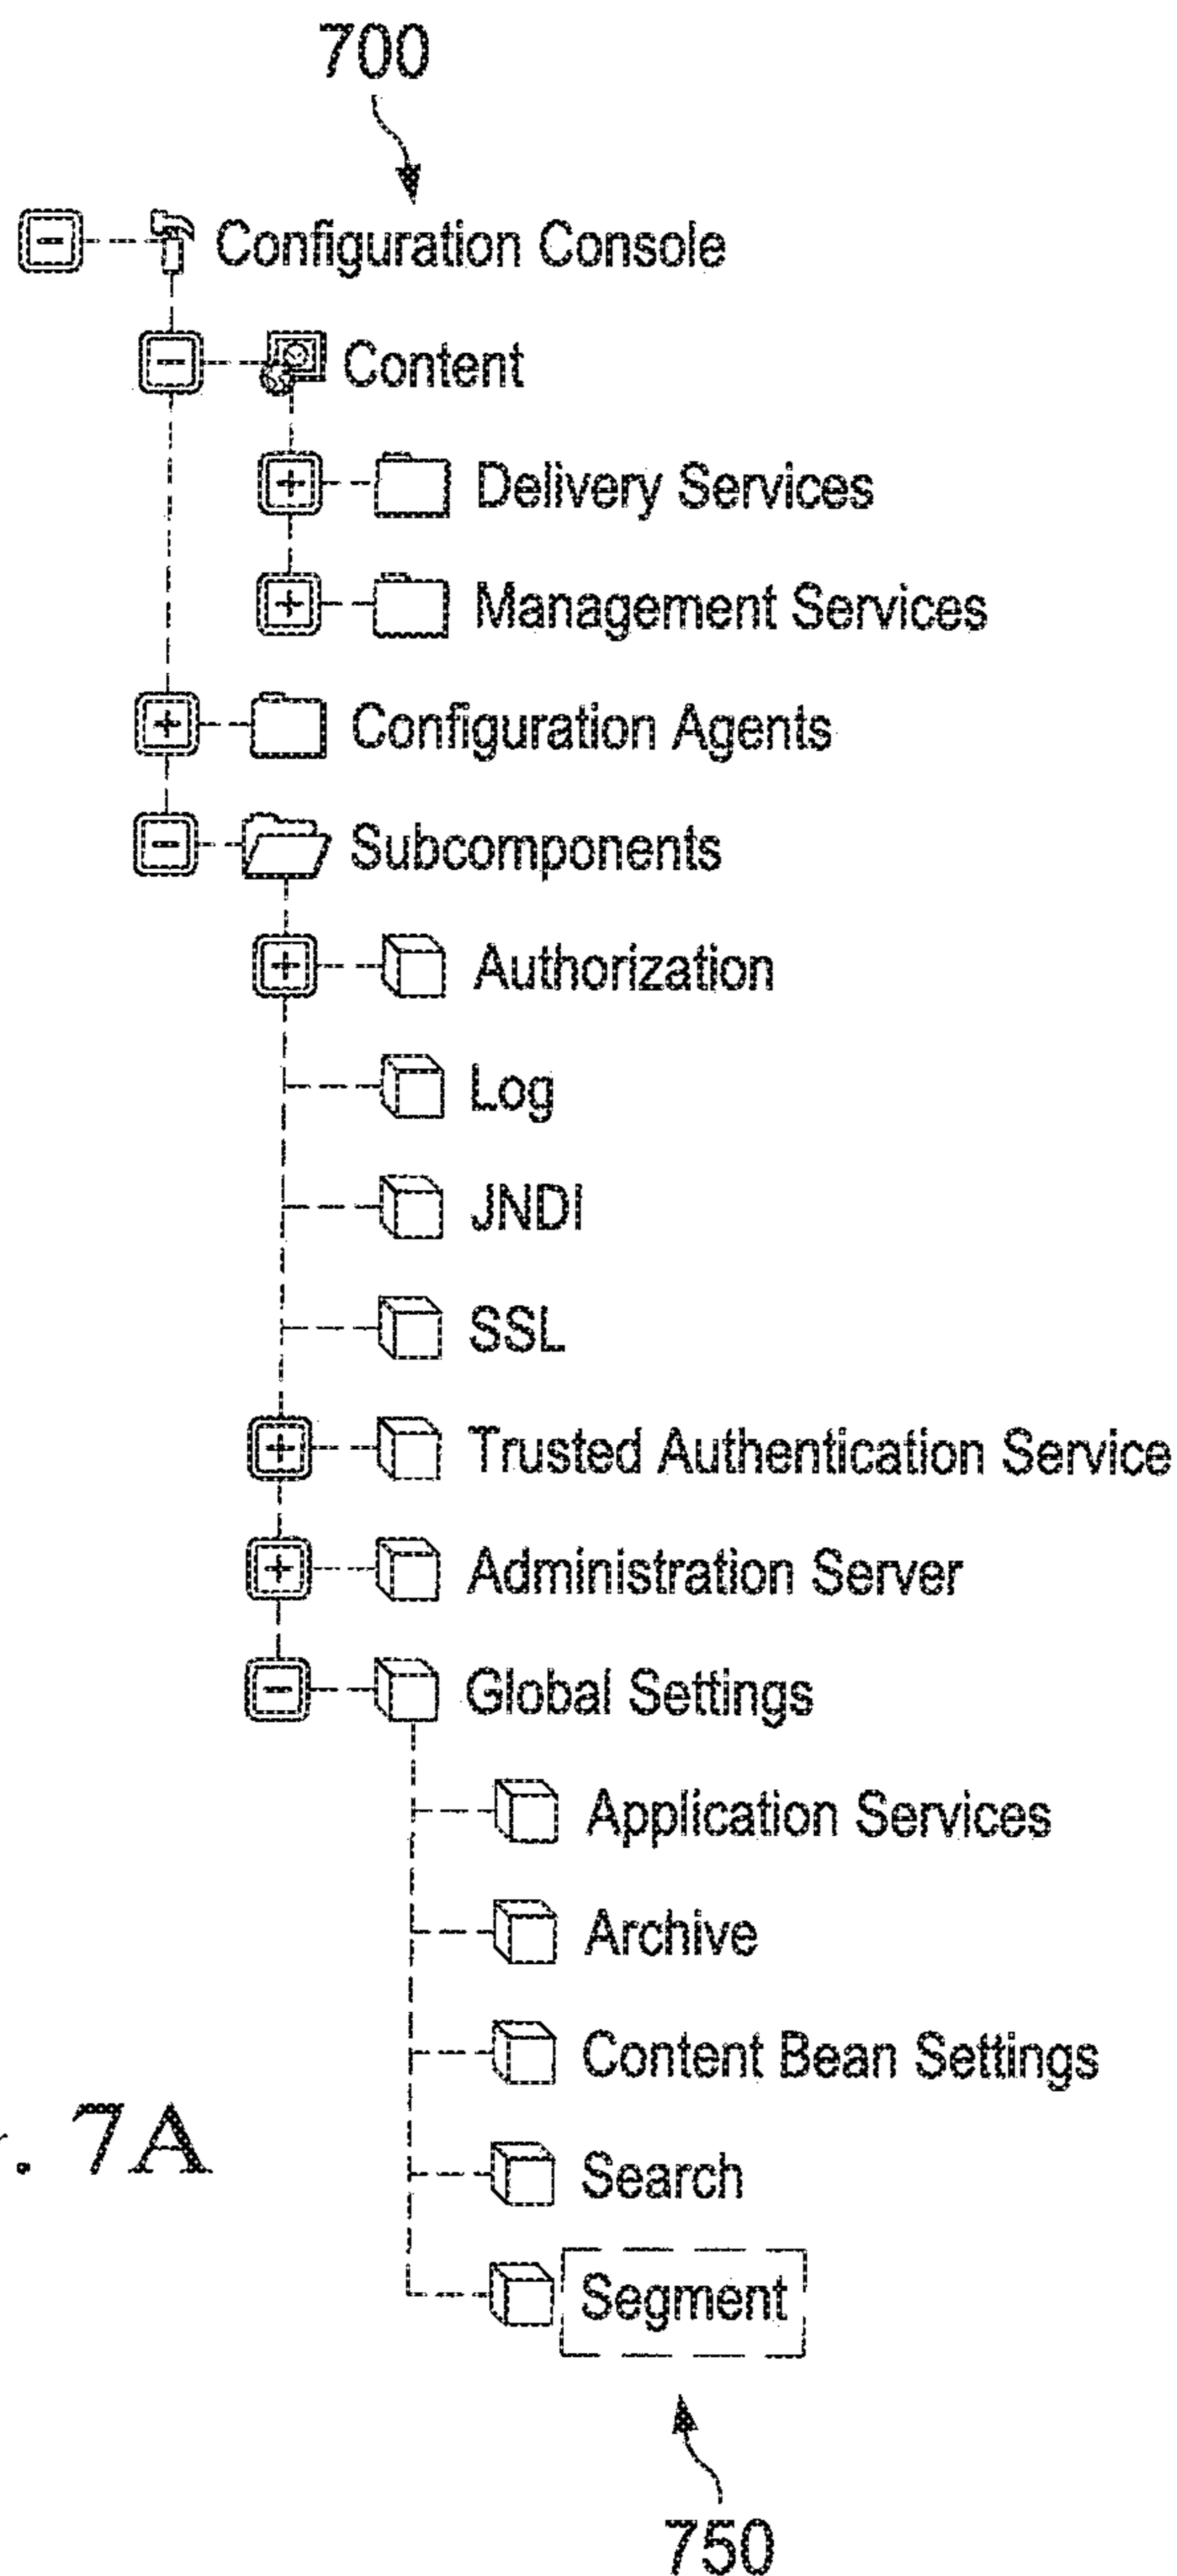 700
Configuration Console
Content
Delivery Services
Management Services
Configuration Agents
Subcomponents
Authorization
Log
JNDI
SSL
Trusted Authentication Service
Administration Server
Global Settings
Application Services
Archive
Content Bean Settings
. 7A
Search
Segment
750